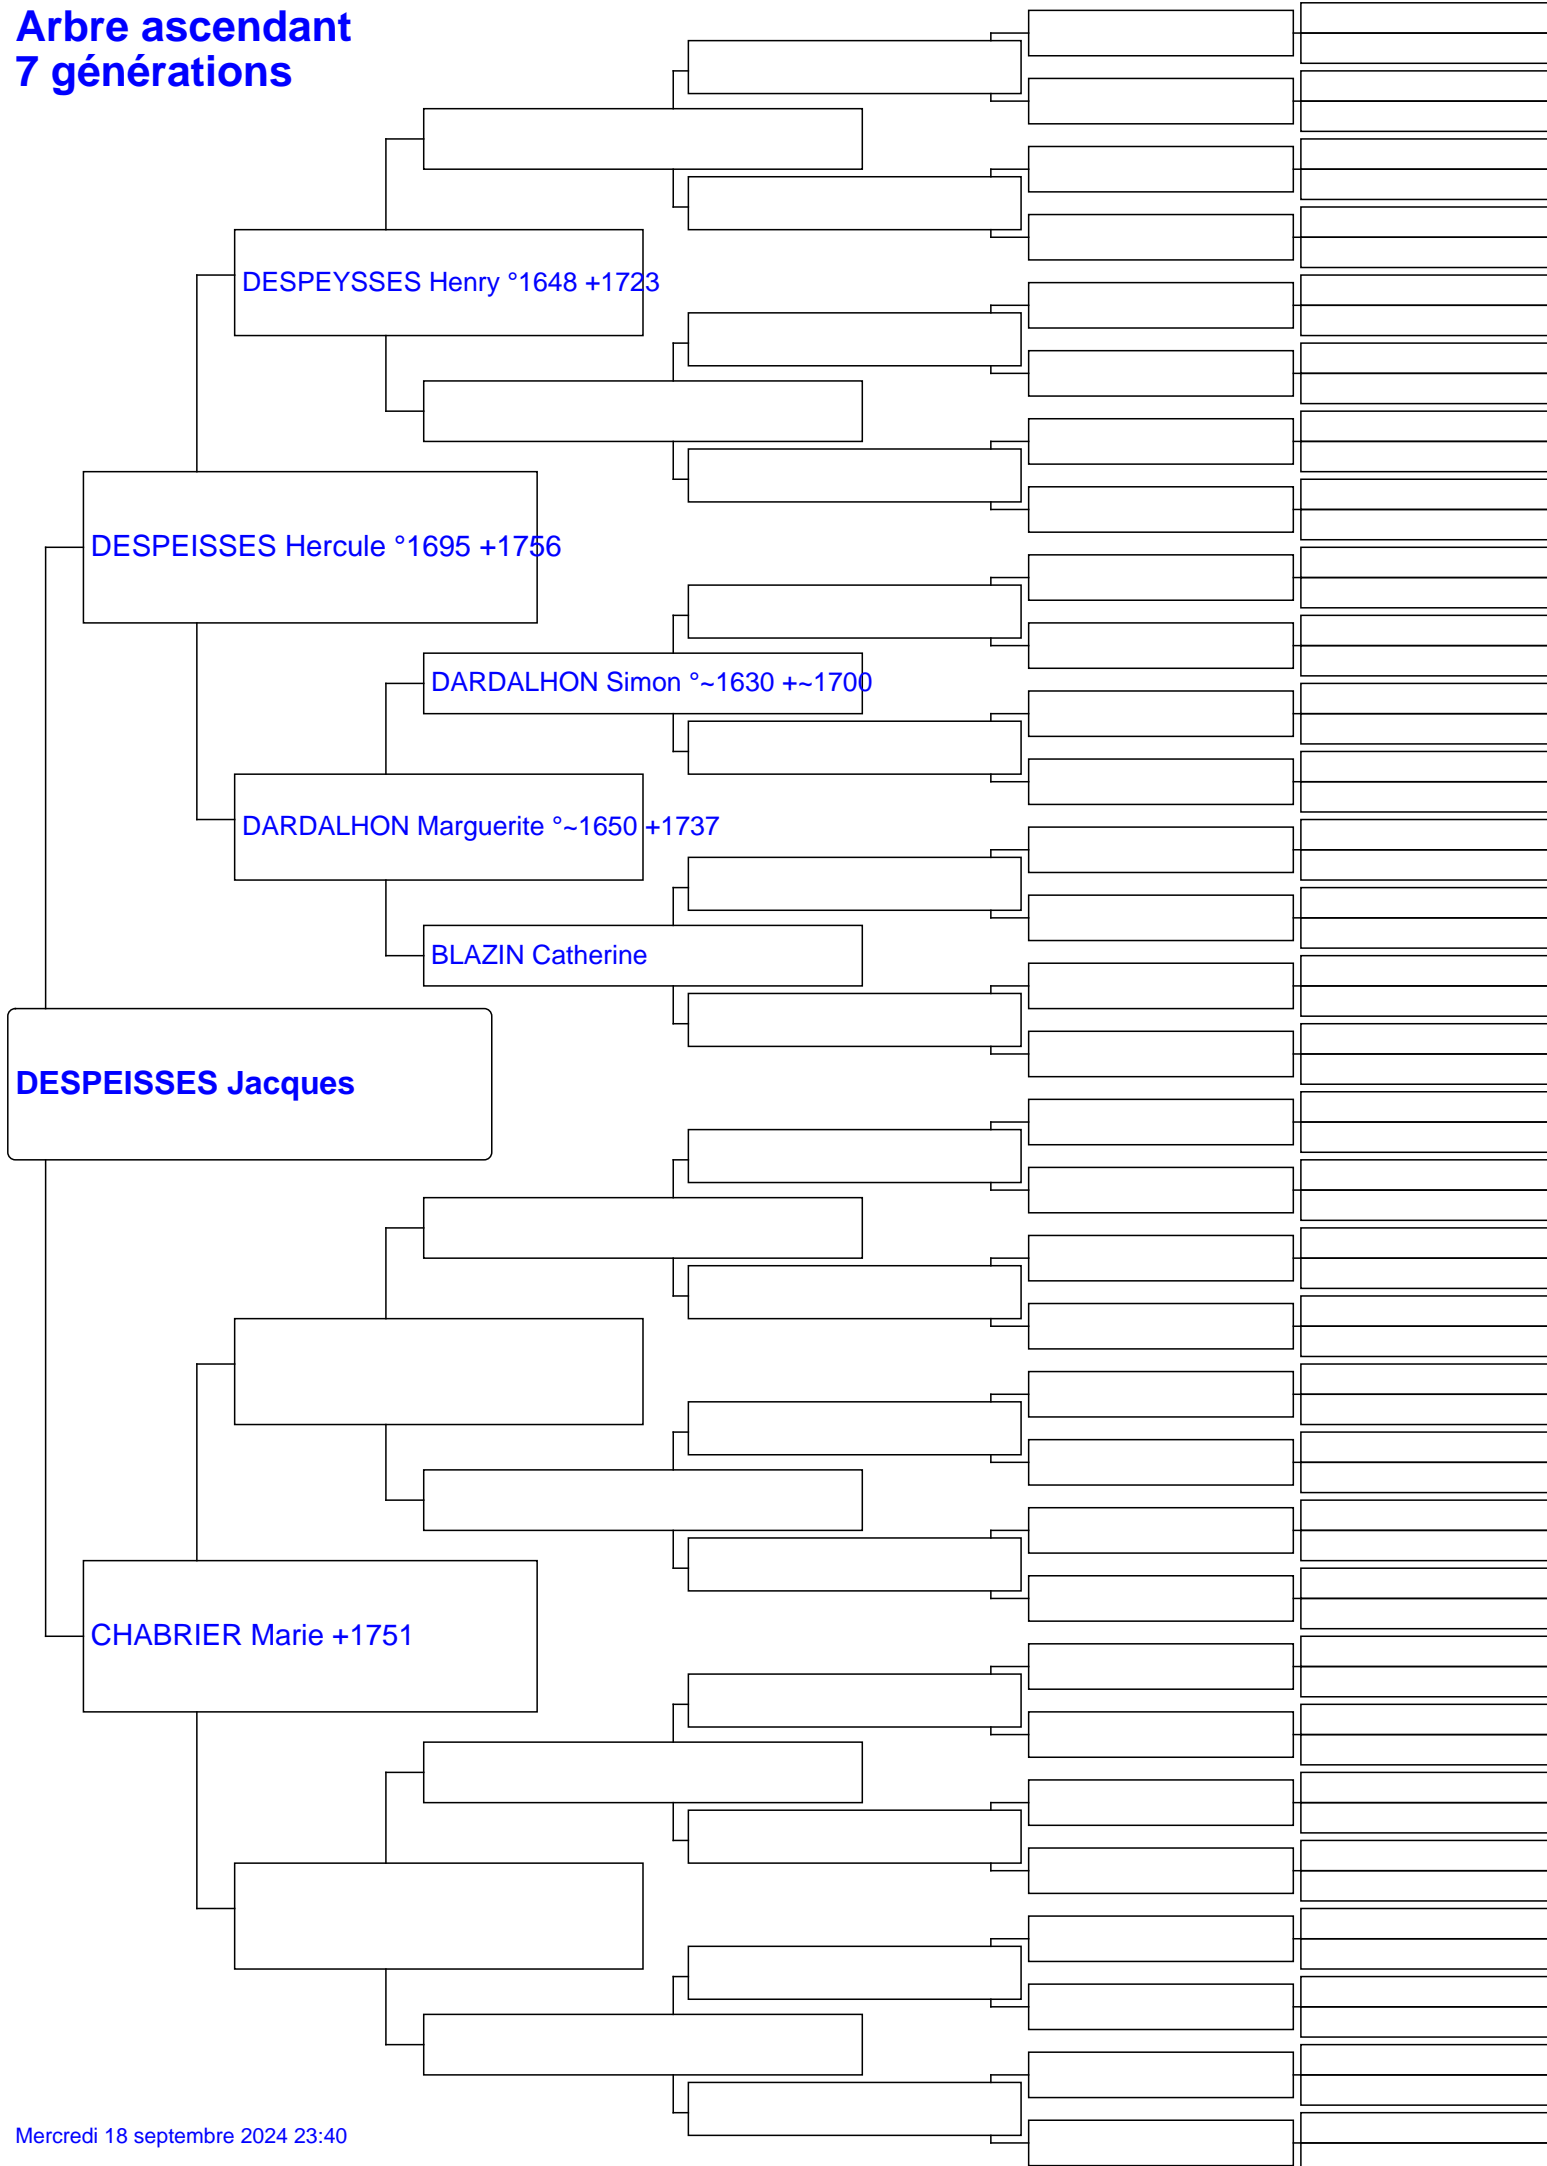 Arbre ascendant
7 générations
DESPEYSSES Henry °1648 +1723
DESPEISSES Hercule °1695 +1756
DARDALHON Simon °~1630 +~1700
DARDALHON Marguerite °~1650 +1737
BLAZIN Catherine
DESPEISSES Jacques
CHABRIER Marie +1751
Mercredi 18 septembre 2024 23:40